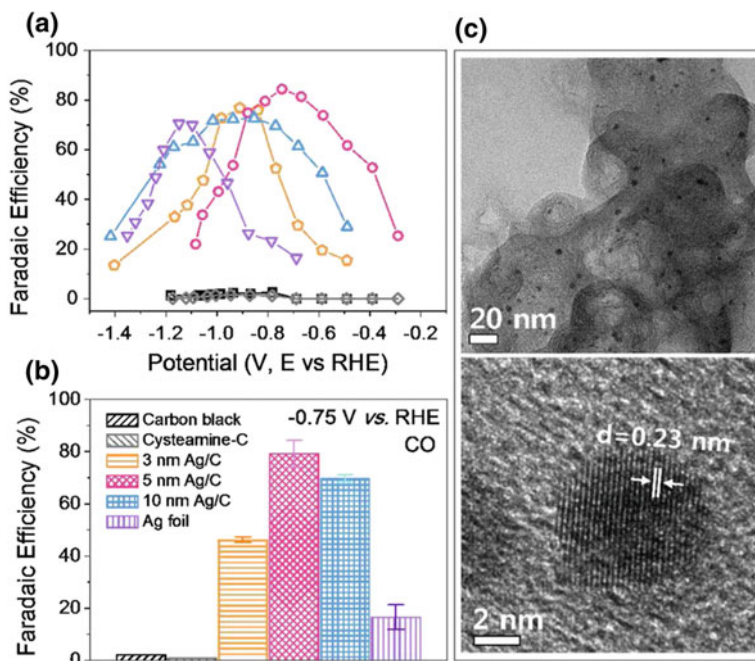 (a)
Faradaic Efficiency (%)
100
80
60
40
20
0
-1.4 -1.2 -1.0 -0.8 -0.6 -0.4 -0.2
Potential (V, E vs RHE)
(b)
Faradaic Efficiency (%)
100
80
60
40
20
0
Carbon black
Cysteamine-C
3 nm Ag/C
5 nm Ag/C
10 nm Ag/C
Ag foil
-0.75 V vs. RHE
CO
(c)
20 nm
d=0.23 nm
2 nm